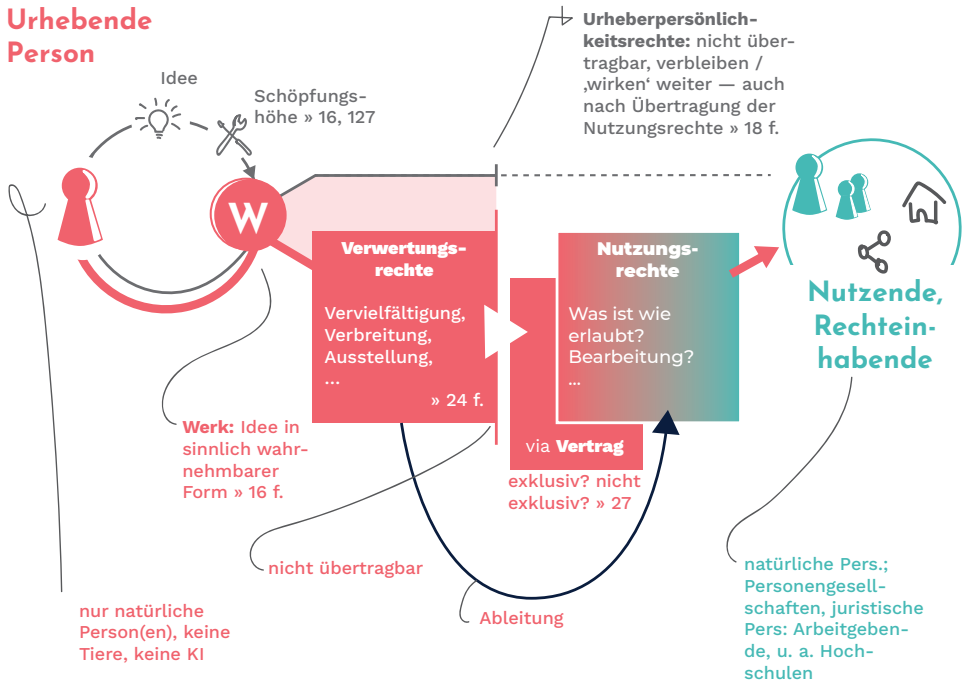 Urhebende
Person
Idee
Schöpfungs-
höhe » 16, 127
W
Urheberpersönlich-
keitsrechte: nicht über-
tragbar, verbleiben /
‚wirken‘ weiter — auch
nach Übertragung der
Nutzungsrechte » 18 f.
Verwertungs-
rechte
Vervielfältigung,
Verbreitung,
Ausstellung,
...
» 24 f.
Nutzungs-
rechte
Was ist wie
erlaubt?
Bearbeitung?
...
Nutzende,
Rechtein-
habende
Werk: Idee in
sinnlich wahr-
nehmbarer
Form » 16 f.
via Vertrag
exklusiv? nicht
exklusiv? » 27
nicht übertragbar
Ableitung
nur natürliche
Person(en), keine
Tiere, keine KI
natürliche Pers.;
Personengesell-
schaften, juristische
Pers: Arbeitgeben-
de, u. a. Hoch-
schulen